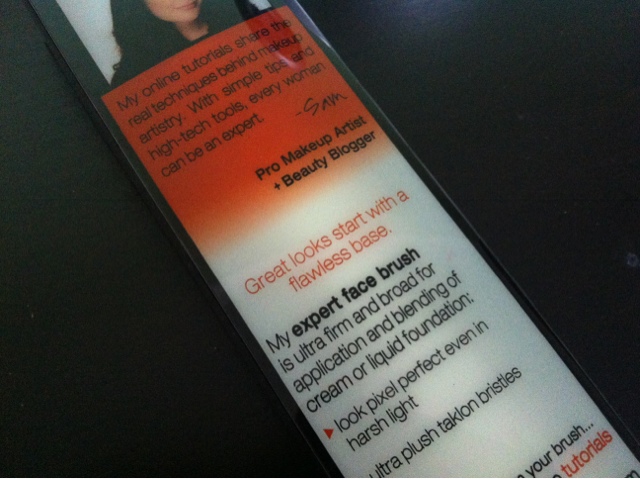 My online tutorials share the
real techniques behind makeup
artistry. With simple tips and
high-tech tools, every woman
can be an expert.
-Sam
Pro Makeup Artist
+ Beauty Blogger
Great looks start with a
flawless base.
My expert face brush
is ultra firm and broad for
application and blending of
cream or liquid foundation:
look pixel perfect even in
harsh light
ultra plush taklon bristles
your brush...
tutorials